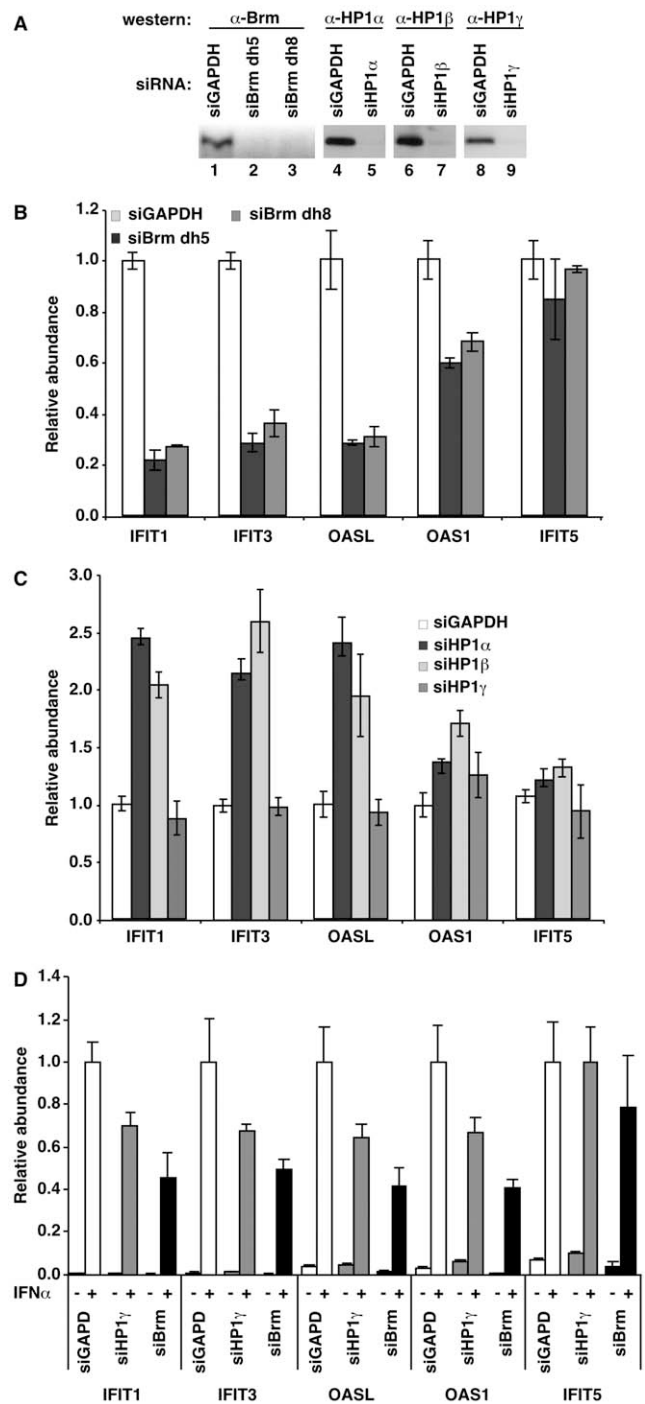 A
western: α-Brm α-HP1α α-HP1β α-HP1γ
siRNA: siGAPDH siBrm dh5 siBrm dh8 siGAPDH siHP1α siGAPDH siHP1β siGAPDH siHP1γ
1 2 3 4 5 6 7 8 9
B
1.2
1.0
0.8
0.6
0.4
0.2
0.0
Relative abundance
siGAPDH siBrm dh8
siBrm dh5
IFIT1 IFIT3 OASL OAS1 IFIT5
C
3.0
2.5
2.0
1.5
1.0
0.5
0.0
Relative abundance
siGAPDH
siHP1α
siHP1β
siHP1γ
IFIT1 IFIT3 OASL OAS1 IFIT5
D
1.4
1.2
1.0
0.8
0.6
0.4
0.2
0.0
Relative abundance
IFNα - + - + - + - + - + - + - + - + - + - + - + - + - + - + - +
siGAPD siHP1γ siBrm siGAPD siHP1γ siBrm siGAPD siHP1γ siBrm siGAPD siHP1γ siBrm siGAPD siHP1γ siBrm
IFIT1 IFIT3 OASL OAS1 IFIT5